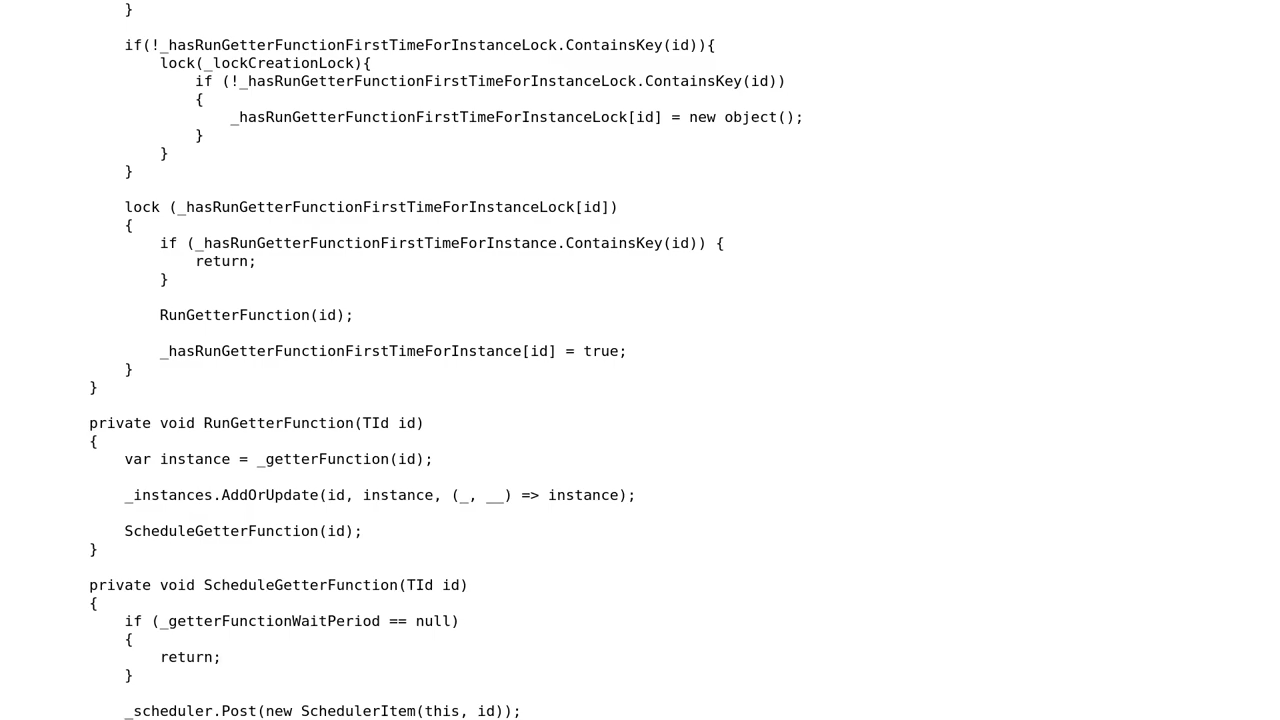 }
if(!_hasRunGetterFunctionFirstTimeForInstanceLock.ContainsKey(id)){
lock(_lockCreationLock){
if (!_hasRunGetterFunctionFirstTimeForInstanceLock.ContainsKey(id))
{
_hasRunGetterFunctionFirstTimeForInstanceLock[id] = new object();
}
}
}
lock (_hasRunGetterFunctionFirstTimeForInstanceLock[id])
{
if (_hasRunGetterFunctionFirstTimeForInstance.ContainsKey(id)) {
return;
}
RunGetterFunction(id);
_hasRunGetterFunctionFirstTimeForInstance[id] = true;
}
}
private void RunGetterFunction(TId id)
{
var instance = _getterFunction(id);
_instances.AddOrUpdate(id, instance, (_, __) => instance);
ScheduleGetterFunction(id);
}
private void ScheduleGetterFunction(TId id)
{
if (_getterFunctionWaitPeriod == null)
{
return;
}
_scheduler.Post(new SchedulerItem(this, id));